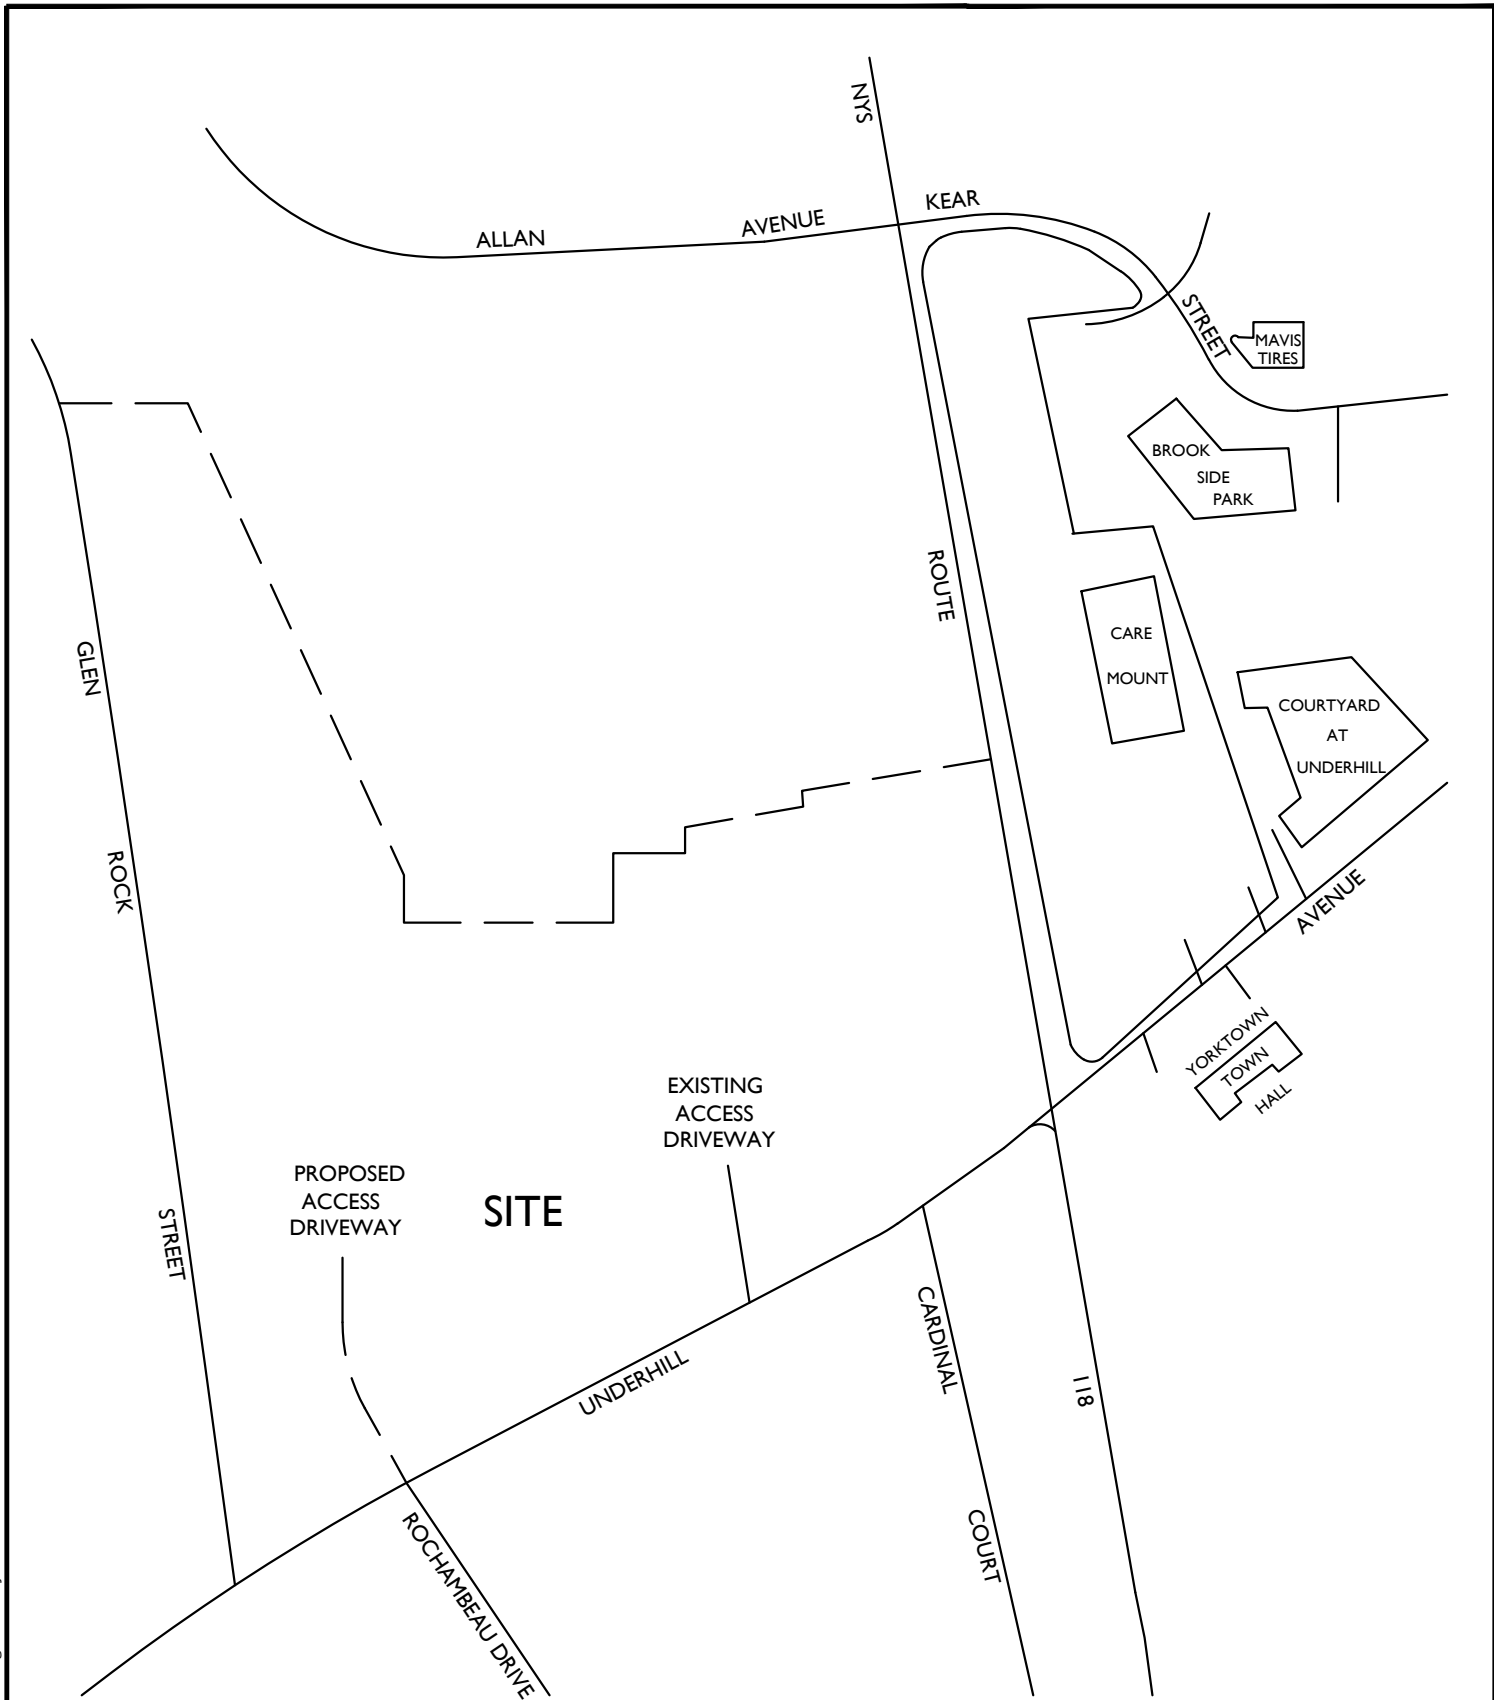 NYS
KEAR
ALLAN
AVENUE
STREET
MAVIS
TIRES
BROOK
SIDE
PARK
ROUTE
CARE
MOUNT
GLEN
COURTYARD
AT
UNDERHILL
ROCK
AVENUE
YORKTOWN
TOWN
HALL
EXISTING
ACCESS
DRIVEWAY
PROPOSED
ACCESS
DRIVEWAY
SITE
STREET
CARDINAL
UNDERHILL
118
COURT
ROCHAMBEAU DRIVE